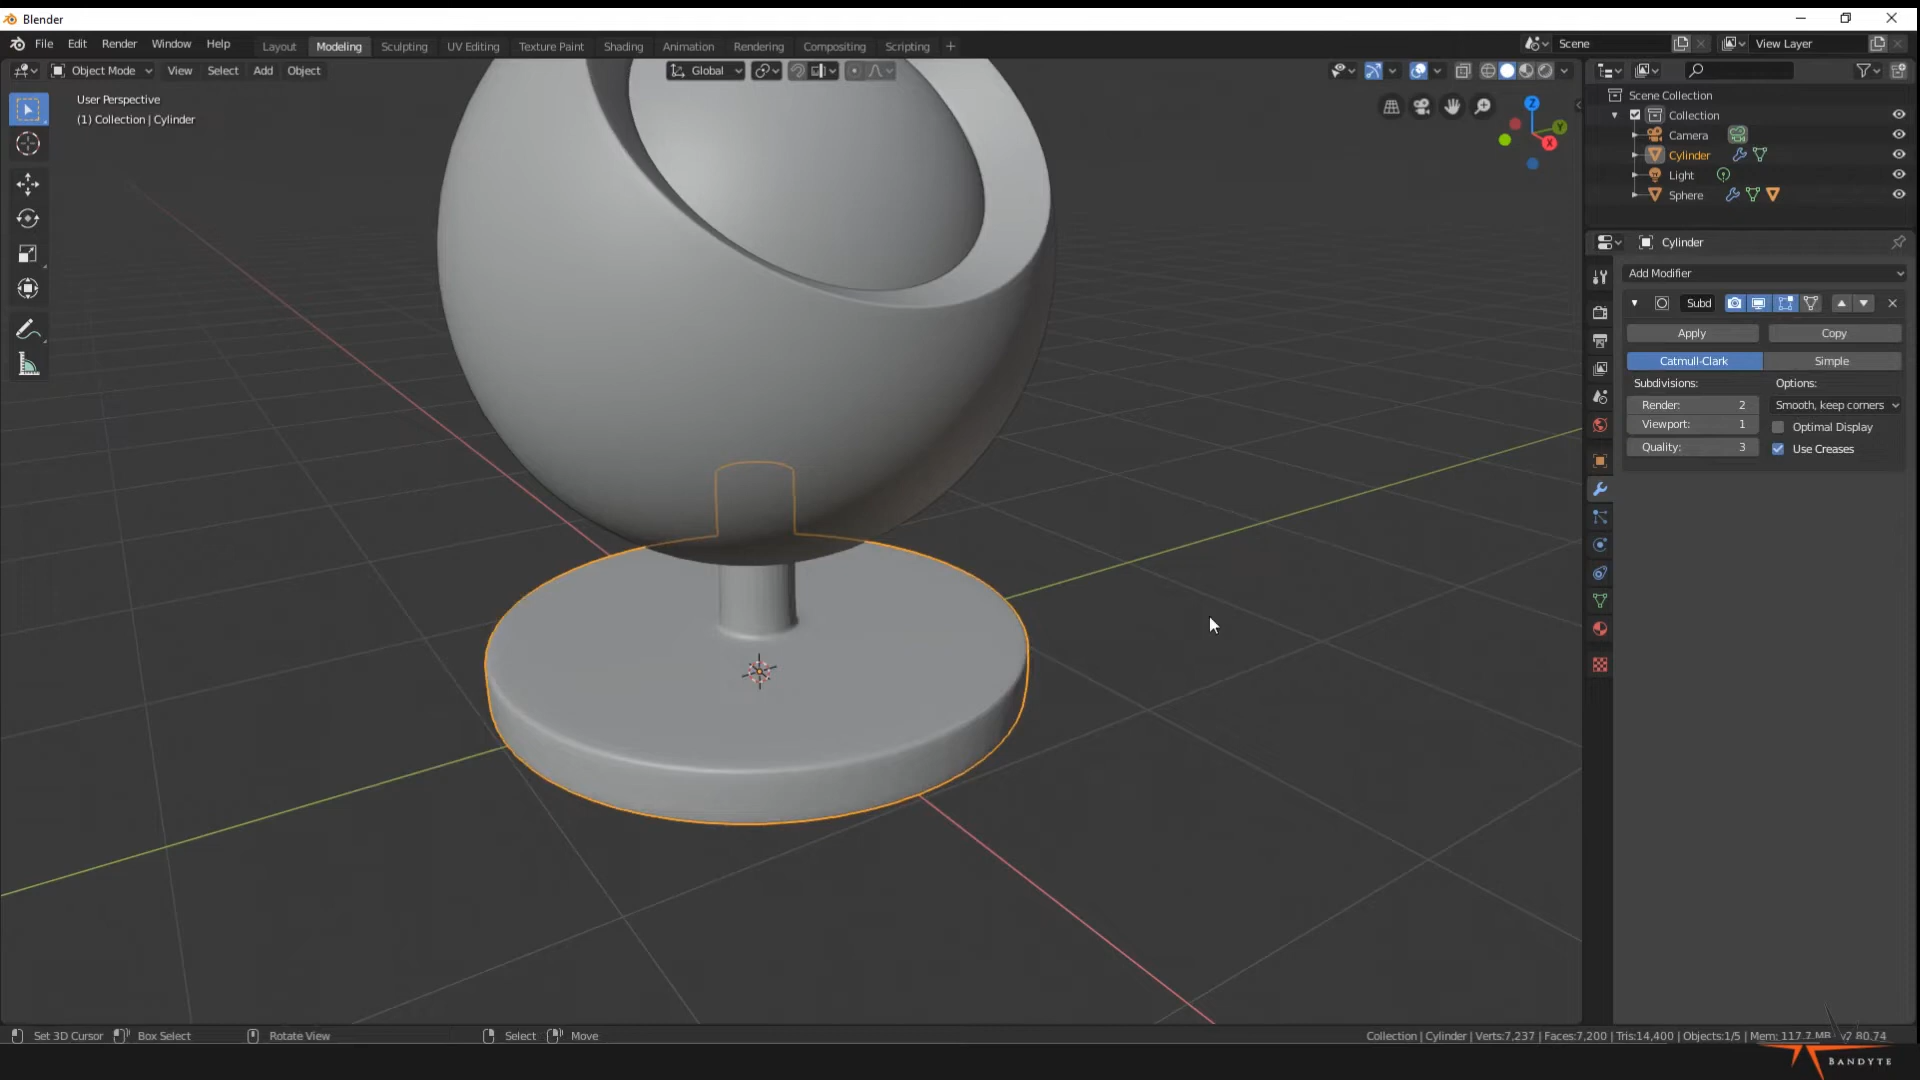 Blender
File Edit Render Window Help Layout Modeling Sculpting UV Editing Texture Paint Shading Animation Rendering Compositing Scripting + Scene View Layer
Object Mode View Select Add Object Global
User Perspective
(1) Collection | Cylinder
Z
Y
X
Scene Collection
Collection
Camera
Cylinder
Light
Sphere
Cylinder
Add Modifier
Subd
Apply Copy
Catmull-Clark Simple
Subdivisions: Options:
Render: 2 Smooth, keep corners
Viewport: 1 Optimal Display
Quality: 3 Use Creases
Set 3D Cursor Box Select Rotate View Select Move Collection | Cylinder | Verts:7,237 | Faces:7,200 | Tris:14,400 | Objects:1/5 | Mem: 117.7 MB v2.80.74
BANDYTE